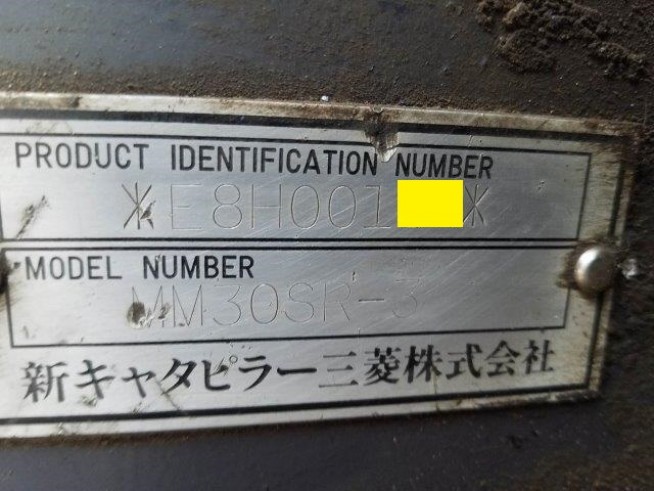 PRODUCT IDENTIFICATION NUMBER
*E8H001 *
MODEL NUMBER
MM30SR-3
新キャタピラー三菱株式会社